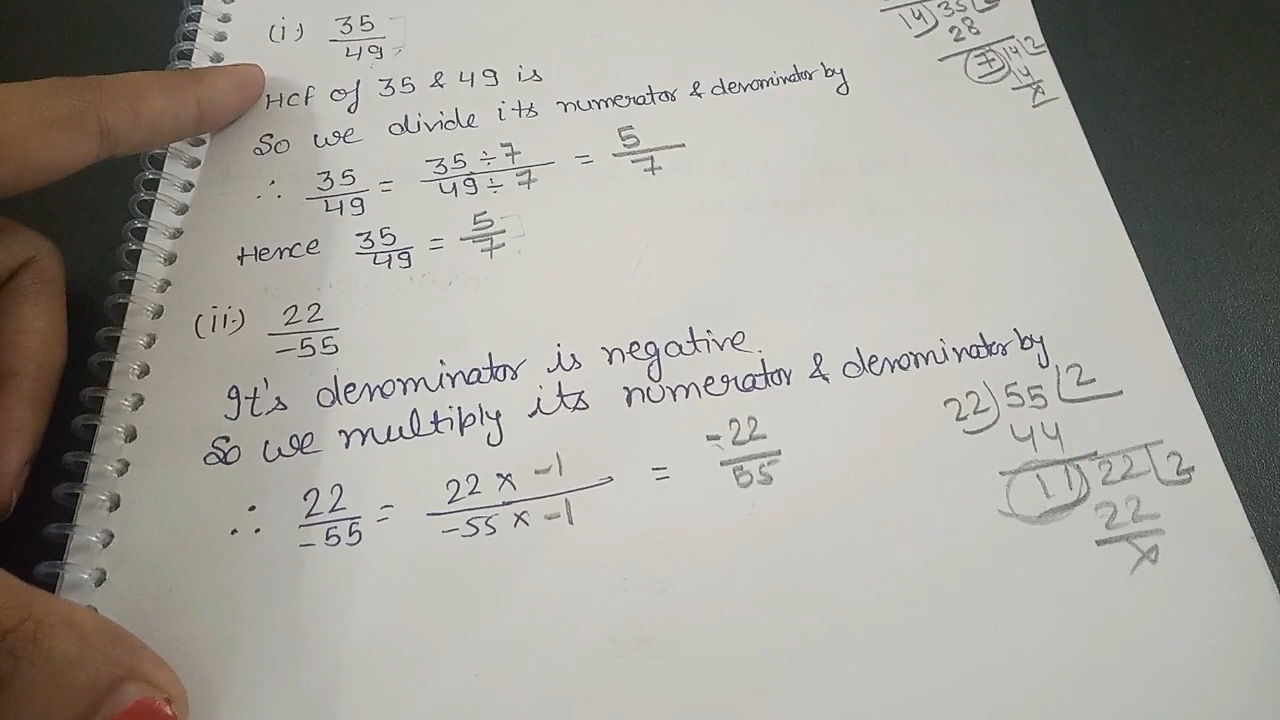 (i) 35/49
HCF of 35 & 49 is
So we divide its numerator & denominator by
∴ 35/49 = 35÷7/49÷7 = 5/7
Hence 35/49 = 5/7
(ii) 22/-55
It's denominator is negative.
So we multiply its numerator & denominator by
∴ 22/-55 = 22 x -1/-55 x -1 = -22/55
14)35(2
28
7)14(2
14
x
22)55(2
44
11)22(2
22
x